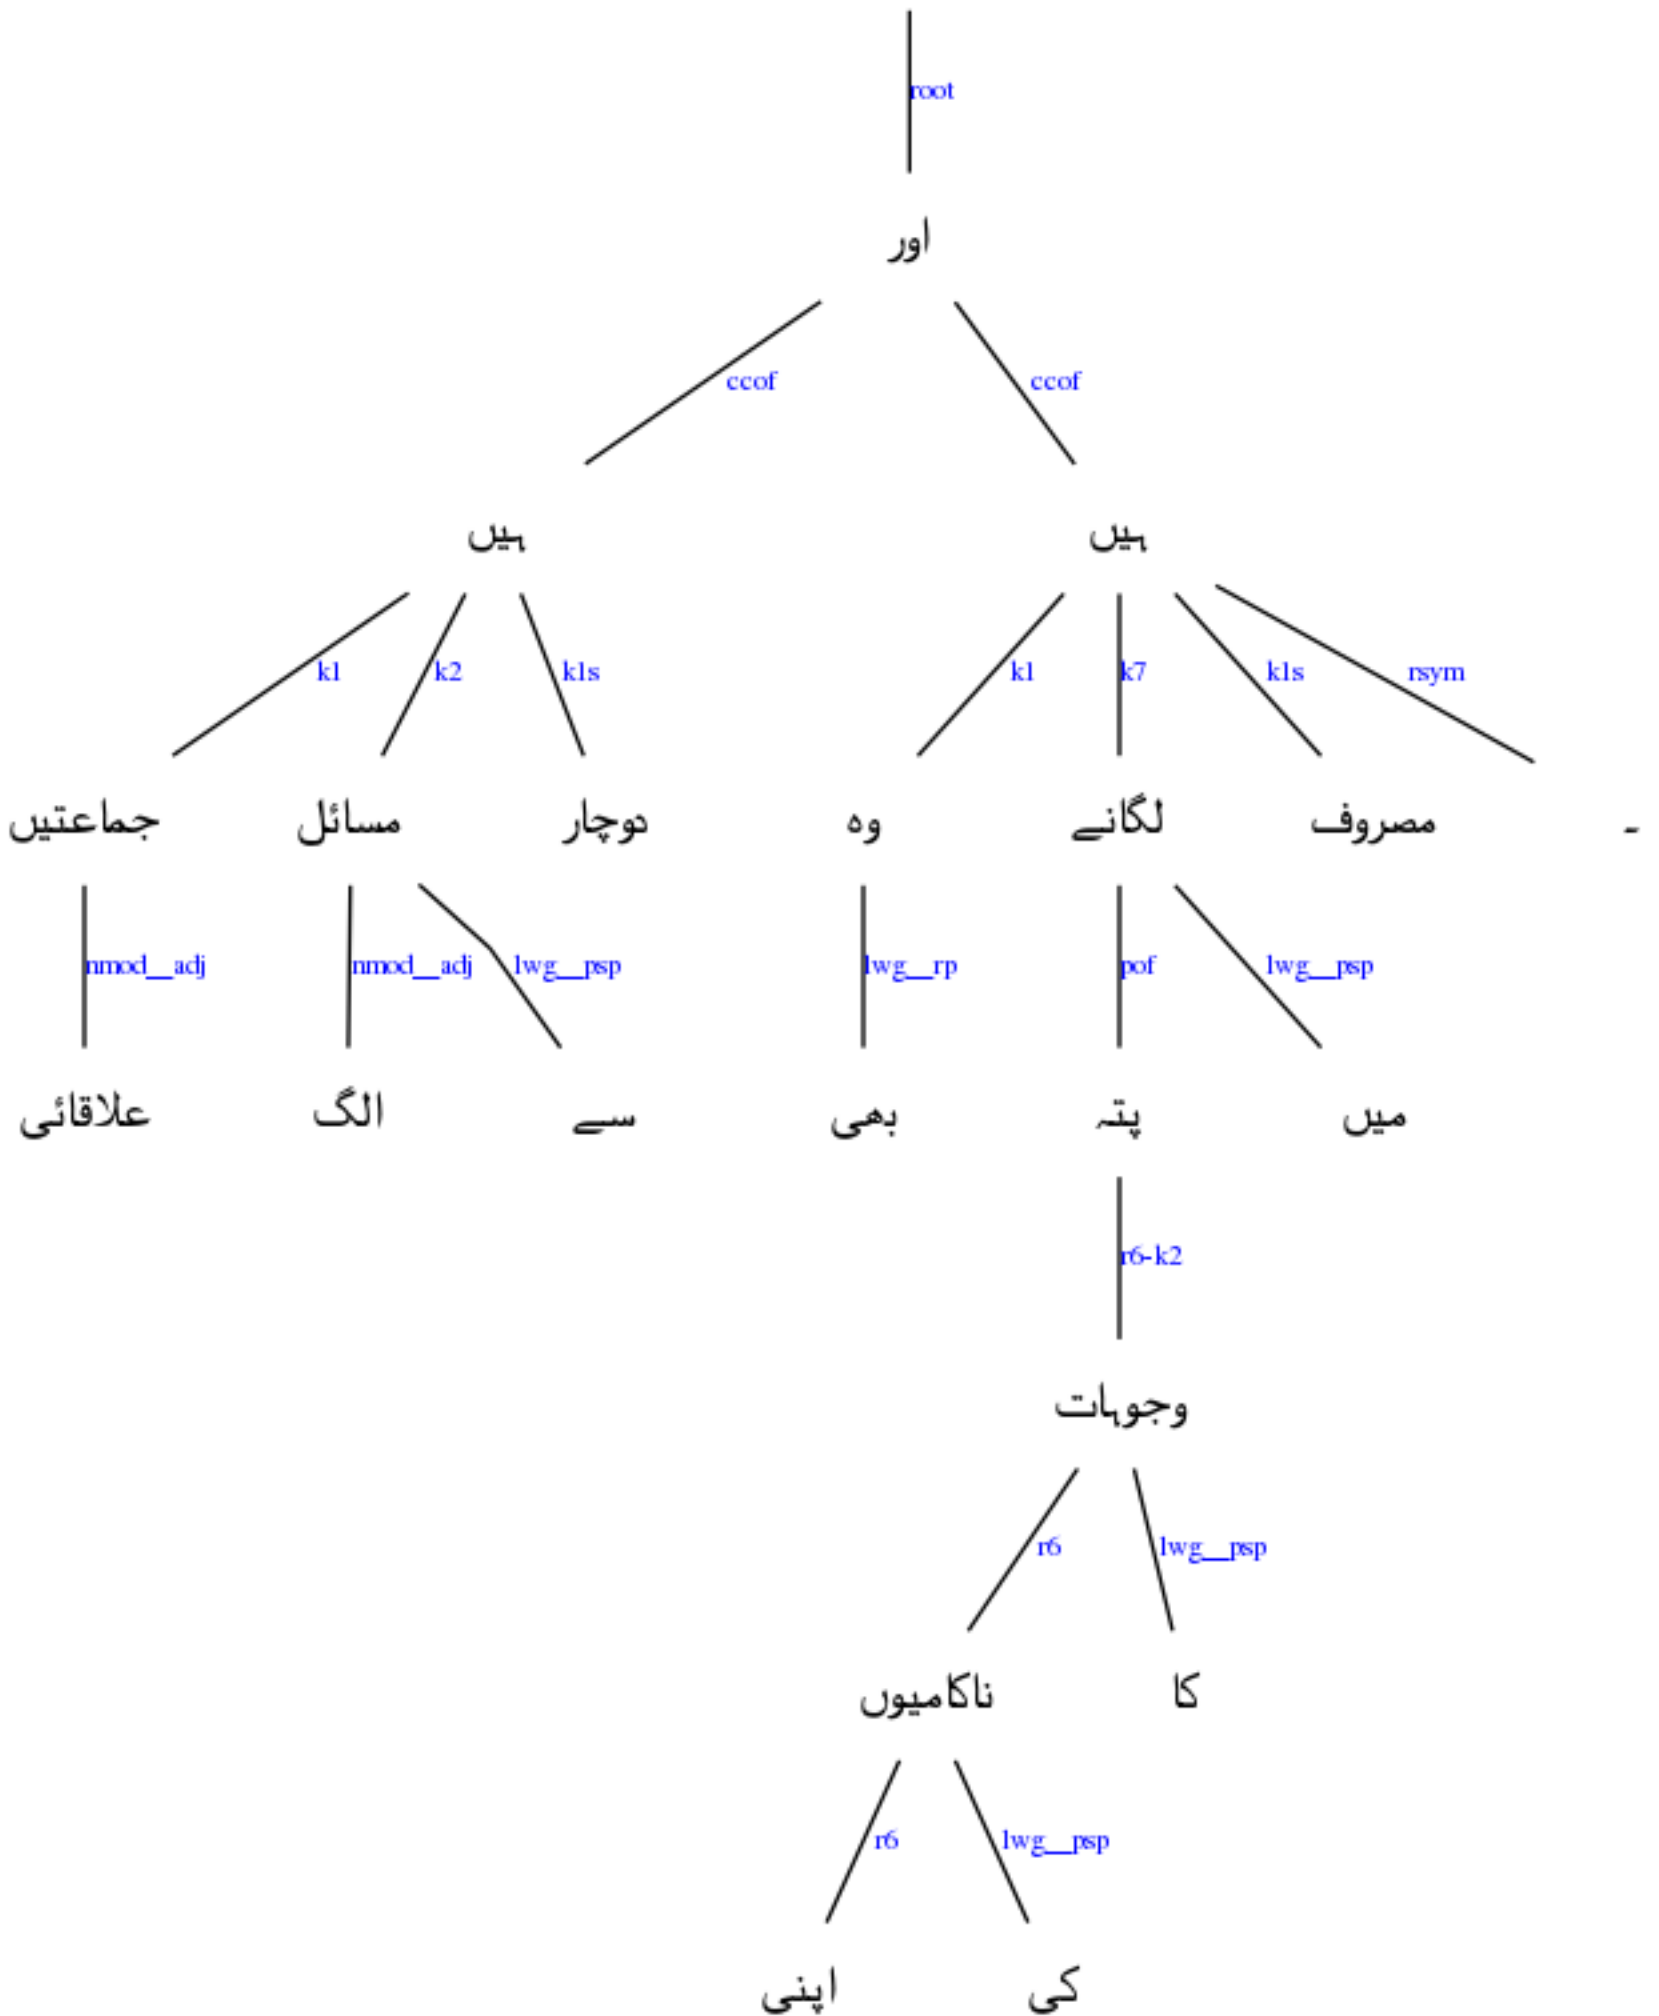 root
اور
ccof ccof
ہیں ہیں
k1 k2 k1s k1 k7 k1s rsym
جماعتیں مسائل دوچار وہ لگانے مصروف ۔
nmod__adj nmod__adj lwg__psp lwg__rp pof lwg__psp
علاقائی الگ سے بھی پتہ میں
r6-k2
وجوہات
r6 lwg__psp
ناکامیوں کا
r6 lwg__psp
اپنی کی